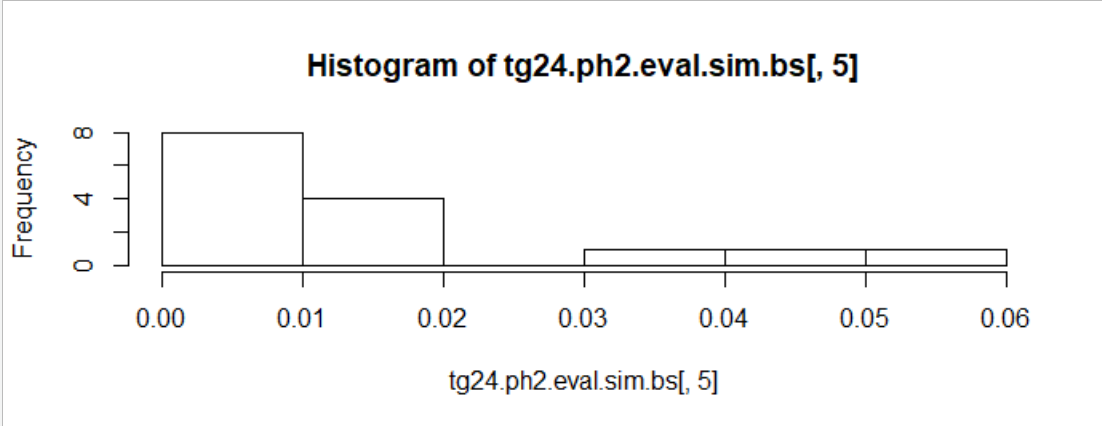 Histogram of tg24.ph2.eval.sim.bs[, 5]
Frequency
8
4
0
0.00 0.01 0.02 0.03 0.04 0.05 0.06
tg24.ph2.eval.sim.bs[, 5]